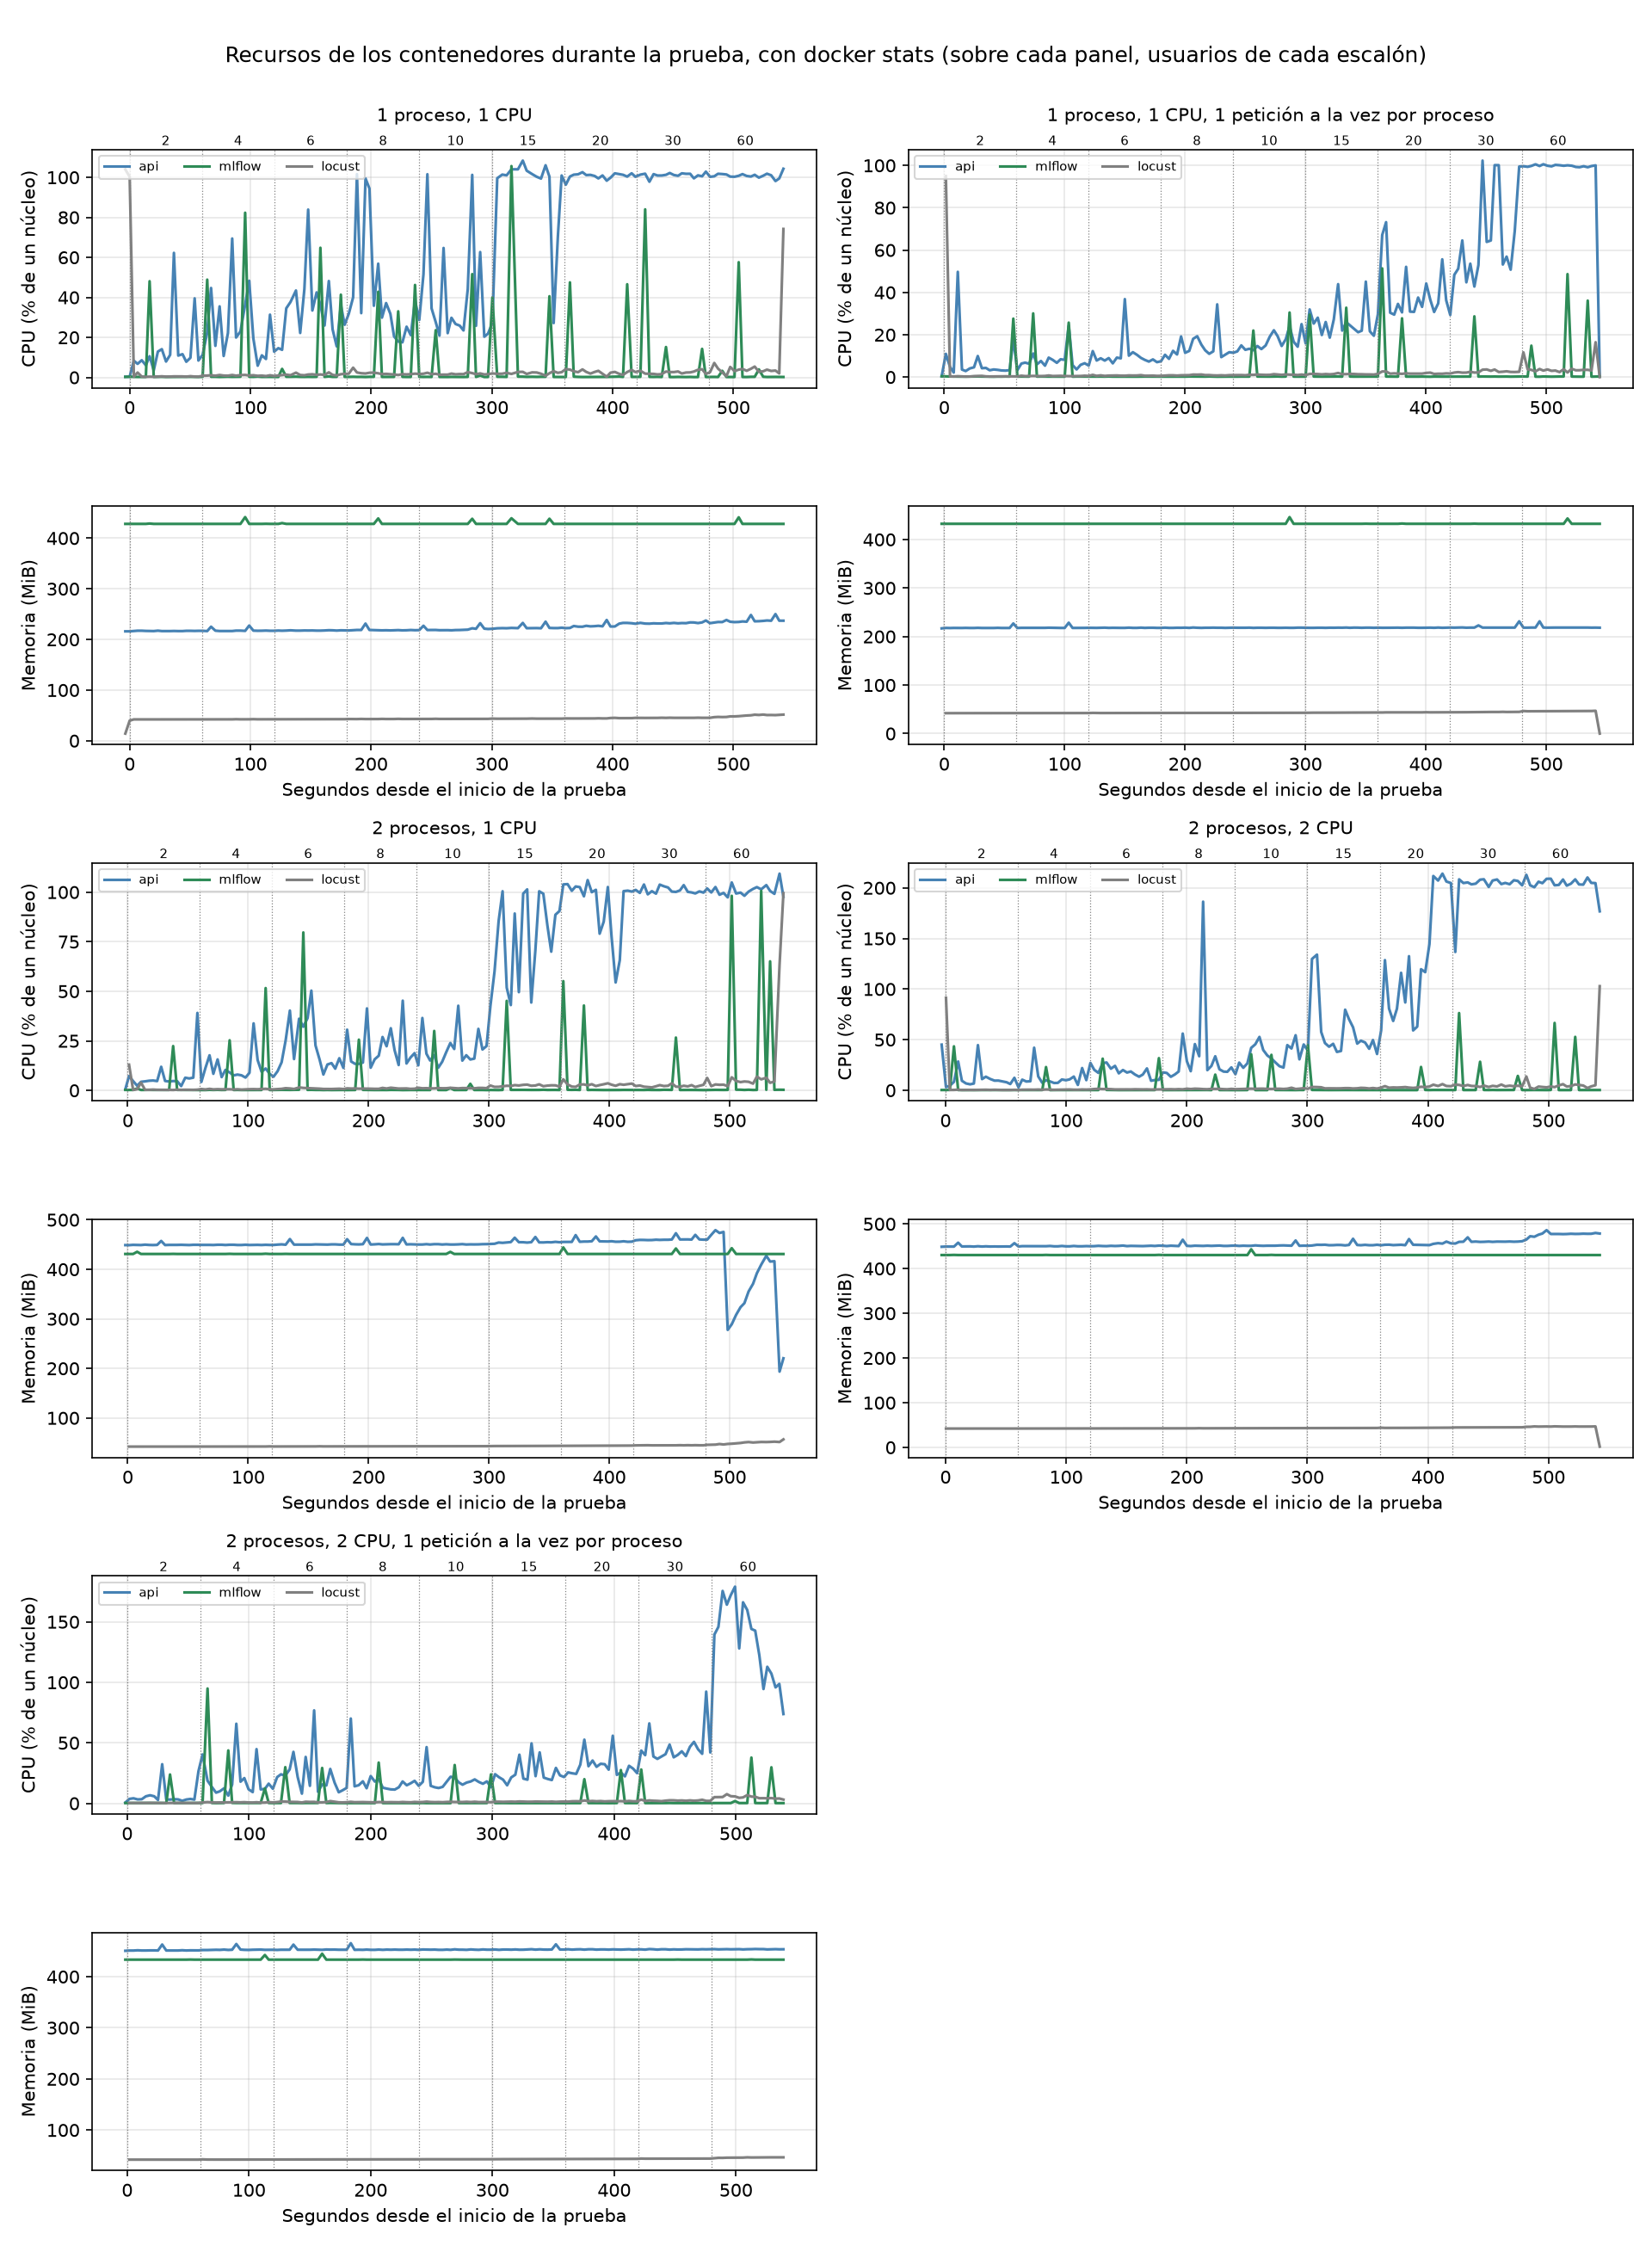 Recursos de los contenedores durante la prueba, con docker stats (sobre cada panel, usuarios de cada escalón)
1 proceso, 1 CPU
2 4 6 8 10 15 20 30 60
api mlflow locust
CPU (% de un núcleo)
100
80
60
40
20
0
0 100 200 300 400 500
Memoria (MiB)
400
300
200
100
0
0 100 200 300 400 500
Segundos desde el inicio de la prueba
1 proceso, 1 CPU, 1 petición a la vez por proceso
2 4 6 8 10 15 20 30 60
api mlflow locust
CPU (% de un núcleo)
100
80
60
40
20
0
0 100 200 300 400 500
Memoria (MiB)
400
300
200
100
0
0 100 200 300 400 500
Segundos desde el inicio de la prueba
2 procesos, 1 CPU
2 4 6 8 10 15 20 30 60
api mlflow locust
CPU (% de un núcleo)
100
75
50
25
0
0 100 200 300 400 500
Memoria (MiB)
500
400
300
200
100
0 100 200 300 400 500
Segundos desde el inicio de la prueba
2 procesos, 2 CPU
2 4 6 8 10 15 20 30 60
api mlflow locust
CPU (% de un núcleo)
200
150
100
50
0
0 100 200 300 400 500
Memoria (MiB)
500
400
300
200
100
0
0 100 200 300 400 500
Segundos desde el inicio de la prueba
2 procesos, 2 CPU, 1 petición a la vez por proceso
2 4 6 8 10 15 20 30 60
api mlflow locust
CPU (% de un núcleo)
150
100
50
0
0 100 200 300 400 500
Memoria (MiB)
400
300
200
100
0 100 200 300 400 500
Segundos desde el inicio de la prueba